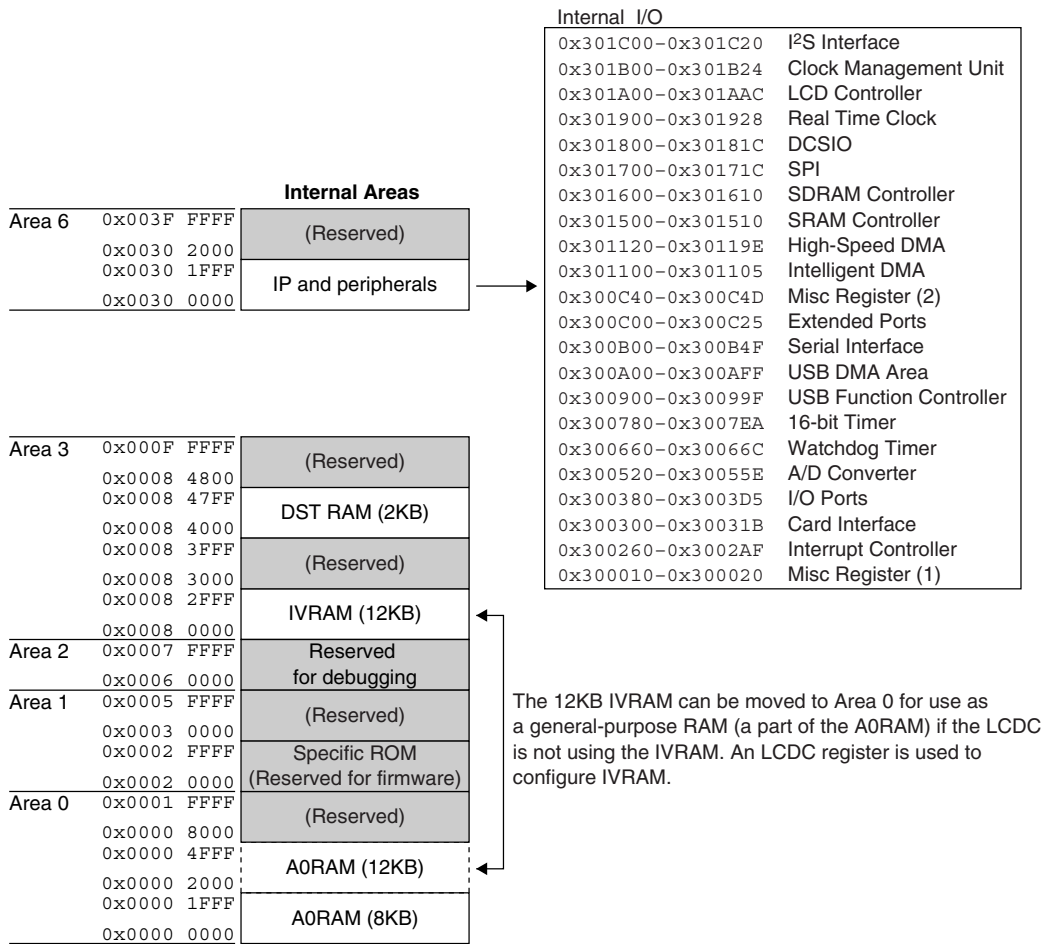 Internal I/O
0x301C00–0x301C20 I2S Interface
0x301B00–0x301B24 Clock Management Unit
0x301A00–0x301AAC LCD Controller
0x301900–0x301928 Real Time Clock
0x301800–0x30181C DCSIO
0x301700–0x30171C SPI
0x301600–0x301610 SDRAM Controller
0x301500–0x301510 SRAM Controller
0x301120–0x30119E High-Speed DMA
0x301100–0x301105 Intelligent DMA
0x300C40–0x300C4D Misc Register (2)
0x300C00–0x300C25 Extended Ports
0x300B00–0x300B4F Serial Interface
0x300A00–0x300AFF USB DMA Area
0x300900–0x30099F USB Function Controller
0x300780–0x3007EA 16-bit Timer
0x300660–0x30066C Watchdog Timer
0x300520–0x30055E A/D Converter
0x300380–0x3003D5 I/O Ports
0x300300–0x30031B Card Interface
0x300260–0x3002AF Interrupt Controller
0x300010–0x300020 Misc Register (1)
Internal Areas
Area 6 0x003F FFFF
(Reserved)
0x0030 2000
0x0030 1FFF
IP and peripherals
0x0030 0000
Area 3 0x000F FFFF
(Reserved)
0x0008 4800
0x0008 47FF
DST RAM (2KB)
0x0008 4000
0x0008 3FFF
(Reserved)
0x0008 3000
0x0008 2FFF
IVRAM (12KB)
0x0008 0000
Area 2 0x0007 FFFF Reserved
0x0006 0000 for debugging
Area 1 0x0005 FFFF
(Reserved)
0x0003 0000
0x0002 FFFF Specific ROM
0x0002 0000 (Reserved for firmware)
Area 0 0x0001 FFFF
(Reserved)
0x0000 8000
0x0000 4FFF
A0RAM (12KB)
0x0000 2000
0x0000 1FFF
A0RAM (8KB)
0x0000 0000
The 12KB IVRAM can be moved to Area 0 for use as
a general-purpose RAM (a part of the A0RAM) if the LCDC
is not using the IVRAM. An LCDC register is used to
configure IVRAM.